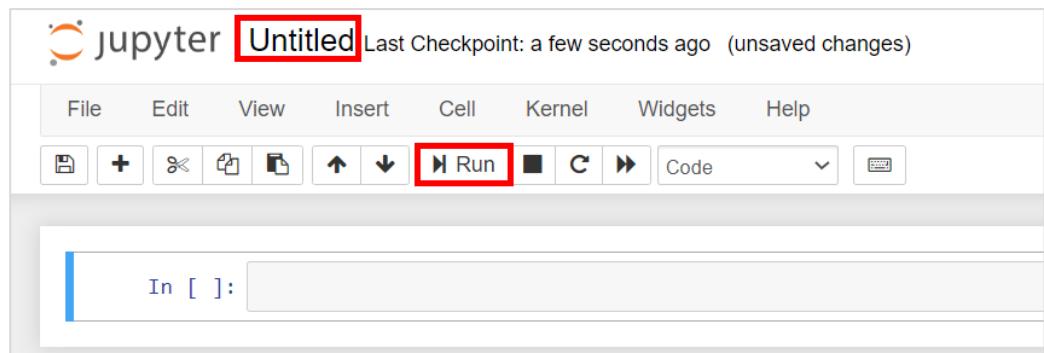 jupyter Untitled Last Checkpoint: a few seconds ago (unsaved changes)
File Edit View Insert Cell Kernel Widgets Help
Run Code
In [ ]: